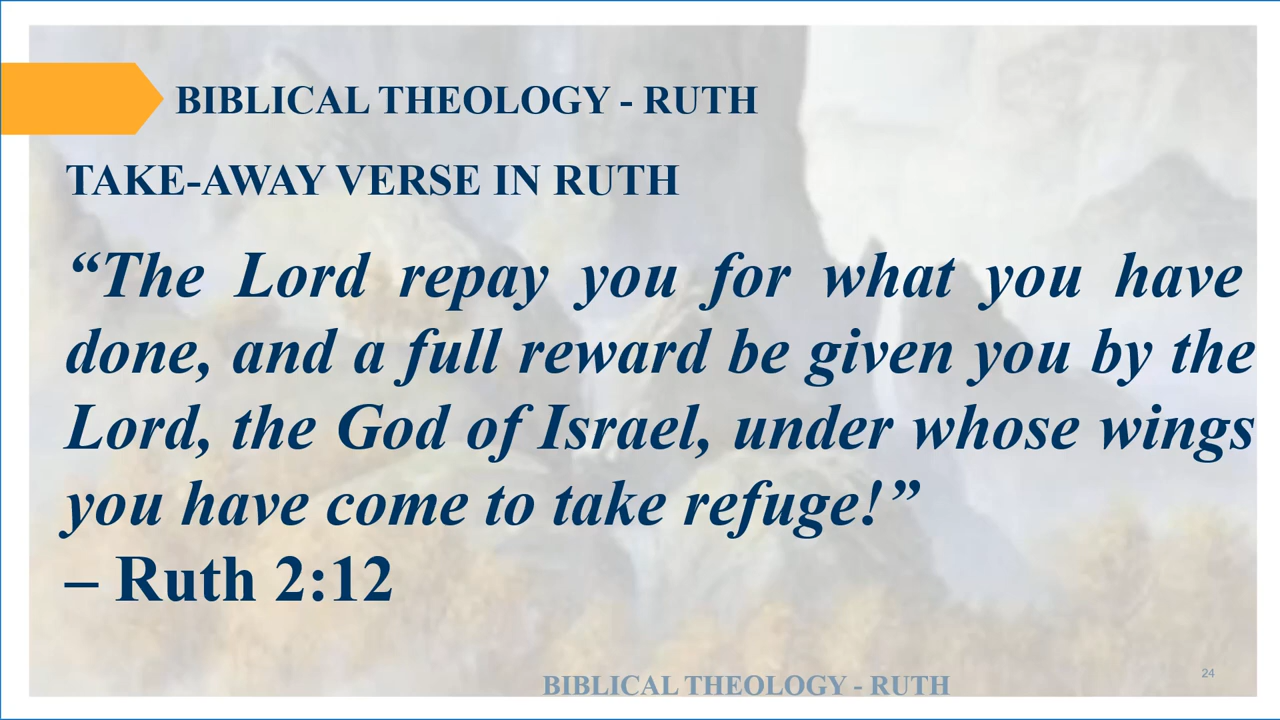 BIBLICAL THEOLOGY - RUTH
TAKE-AWAY VERSE IN RUTH
“The Lord repay you for what you have
done, and a full reward be given you by the
Lord, the God of Israel, under whose wings
you have come to take refuge!”
– Ruth 2:12
BIBLICAL THEOLOGY - RUTH
24